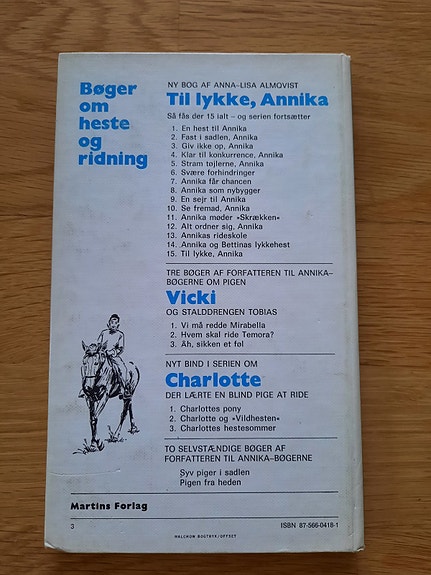 Bøger
om
heste
og
ridning
NY BOG AF ANNA-LISA ALMQVIST
Til lykke, Annika
Så fås der 15 ialt – og serien fortsætter
1. En hest til Annika
2. Fast i sadlen, Annika
3. Giv ikke op, Annika
4. Klar til konkurrence, Annika
5. Stram tøjlerne, Annika
6. Svære forhindringer
7. Annika får chancen
8. Annika som nybygger
9. En sejr til Annika
10. Se fremad, Annika
11. Annika møder »Skrækken«
12. Alt ordner sig, Annika
13. Annikas rideskole
14. Annika og Bettinas lykkehest
15. Til lykke, Annika
TRE BØGER AF FORFATTEREN TIL ANNIKA-
BØGERNE OM PIGEN
Vicki
OG STALDDRENGEN TOBIAS
1. Vi må redde Mirabella
2. Hvem skal ride Temora?
3. Åh, sikken et føl
NYT BIND I SERIEN OM
Charlotte
DER LÆRTE EN BLIND PIGE AT RIDE
1. Charlottes pony
2. Charlotte og »Vildhesten«
3. Charlottes hestesommer
TO SELVSTÆNDIGE BØGER AF
FORFATTEREN TIL ANNIKA-BØGERNE
Syv piger i sadlen
Pigen fra heden
Martins Forlag
3
ISBN 87-566-0418-1
NALCHOW BOGTRYK/OFFSET